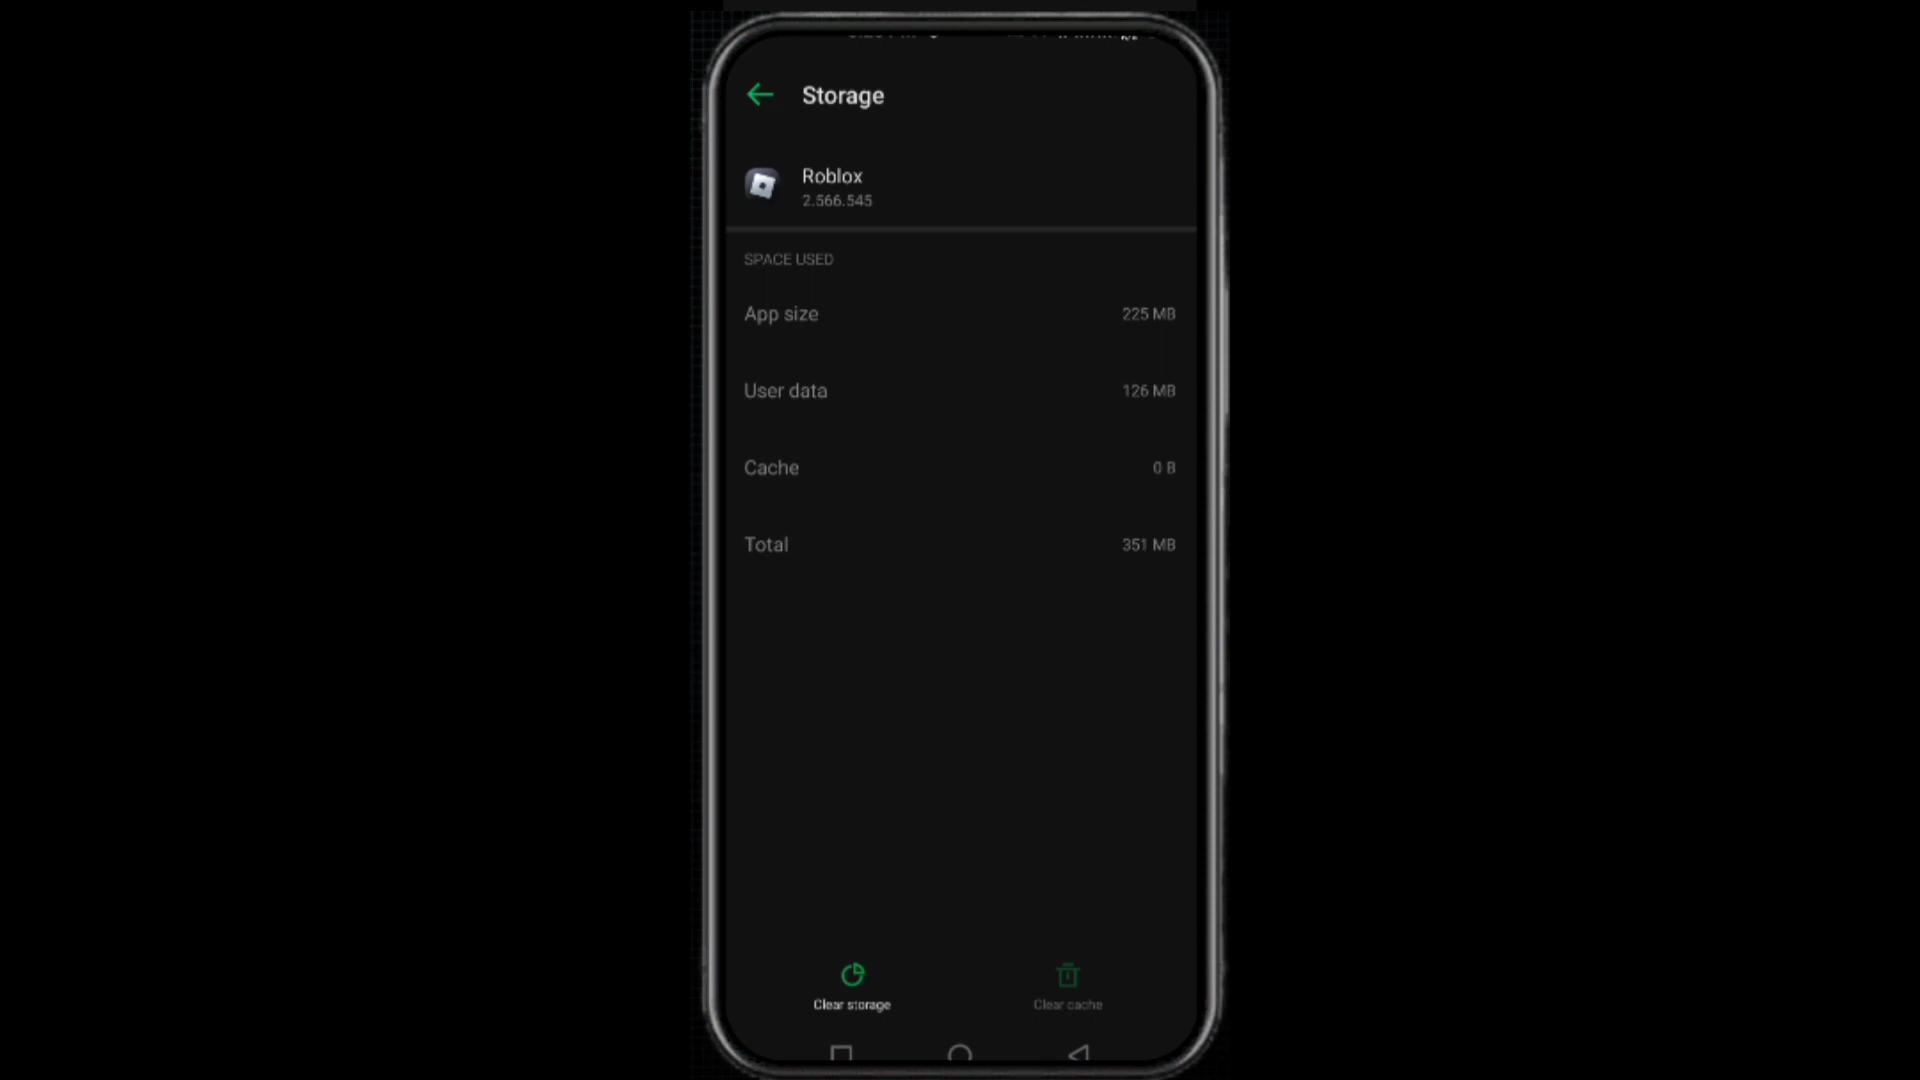 Storage
Roblox
2.566.545
SPACE USED
App size 225 MB
User data 126 MB
Cache 0 B
Total 351 MB
Clear storage Clear cache